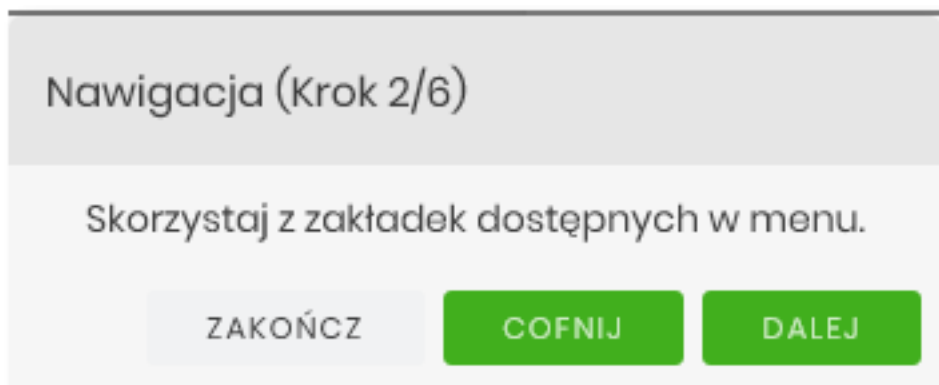 Nawigacja (Krok 2/6)
Skorzystaj z zakładek dostępnych w menu.
ZAKOŃCZ COFNIJ DALEJ